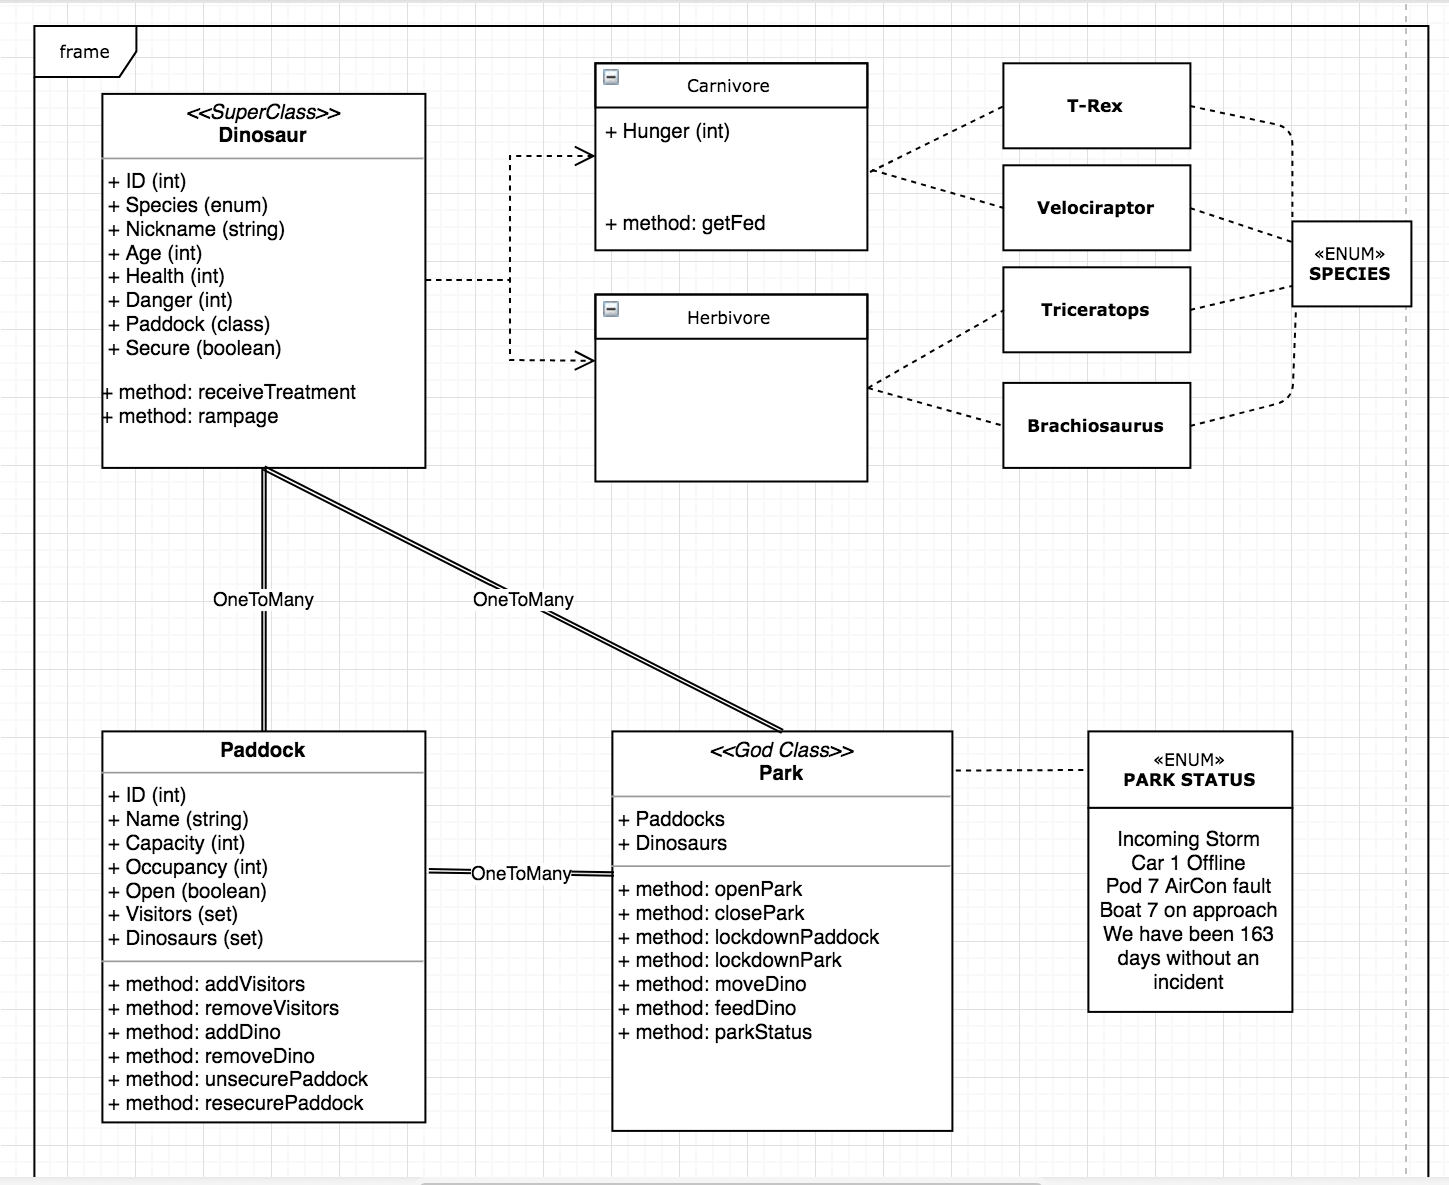 frame
<<SuperClass>>
Dinosaur
+ ID (int)
+ Species (enum)
+ Nickname (string)
+ Age (int)
+ Health (int)
+ Danger (int)
+ Paddock (class)
+ Secure (boolean)
+ method: receiveTreatment
+ method: rampage
Carnivore
+ Hunger (int)
+ method: getFed
Herbivore
T-Rex
Velociraptor
Triceratops
Brachiosaurus
«ENUM»
SPECIES
OneToMany
OneToMany
Paddock
+ ID (int)
+ Name (string)
+ Capacity (int)
+ Occupancy (int)
+ Open (boolean)
+ Visitors (set)
+ Dinosaurs (set)
+ method: addVisitors
+ method: removeVisitors
+ method: addDino
+ method: removeDino
+ method: unsecurePaddock
+ method: resecurePaddock
OneToMany
<<God Class>>
Park
+ Paddocks
+ Dinosaurs
+ method: openPark
+ method: closePark
+ method: lockdownPaddock
+ method: lockdownPark
+ method: moveDino
+ method: feedDino
+ method: parkStatus
«ENUM»
PARK STATUS
Incoming Storm
Car 1 Offline
Pod 7 AirCon fault
Boat 7 on approach
We have been 163
days without an
incident